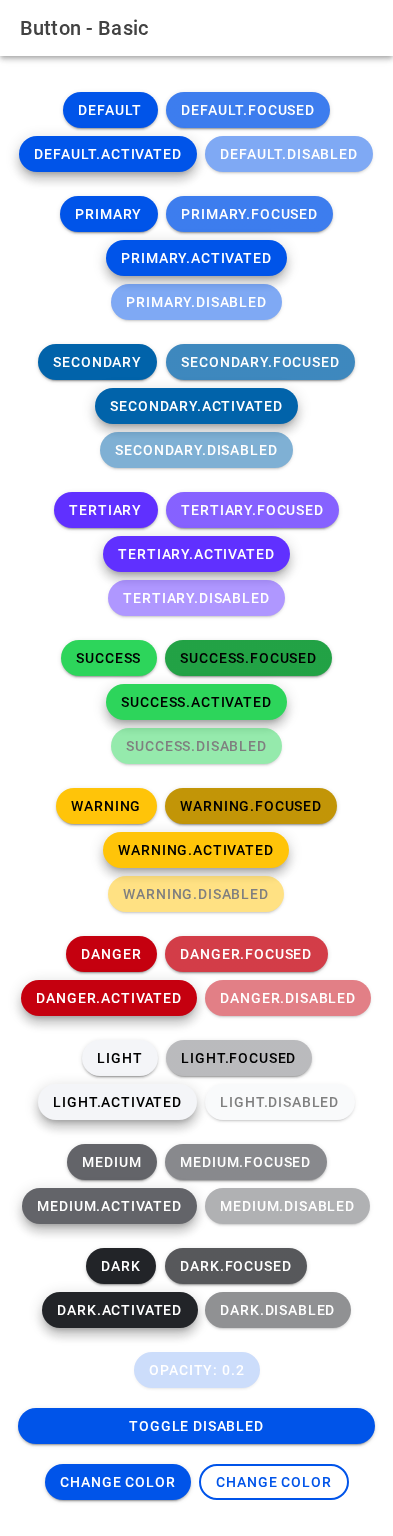 Button - Basic
DEFAULT DEFAULT.FOCUSED
DEFAULT.ACTIVATED DEFAULT.DISABLED
PRIMARY PRIMARY.FOCUSED
PRIMARY.ACTIVATED
PRIMARY.DISABLED
SECONDARY SECONDARY.FOCUSED
SECONDARY.ACTIVATED
SECONDARY.DISABLED
TERTIARY TERTIARY.FOCUSED
TERTIARY.ACTIVATED
TERTIARY.DISABLED
SUCCESS SUCCESS.FOCUSED
SUCCESS.ACTIVATED
SUCCESS.DISABLED
WARNING WARNING.FOCUSED
WARNING.ACTIVATED
WARNING.DISABLED
DANGER DANGER.FOCUSED
DANGER.ACTIVATED DANGER.DISABLED
LIGHT LIGHT.FOCUSED
LIGHT.ACTIVATED LIGHT.DISABLED
MEDIUM MEDIUM.FOCUSED
MEDIUM.ACTIVATED MEDIUM.DISABLED
DARK DARK.FOCUSED
DARK.ACTIVATED DARK.DISABLED
OPACITY: 0.2
TOGGLE DISABLED
CHANGE COLOR CHANGE COLOR